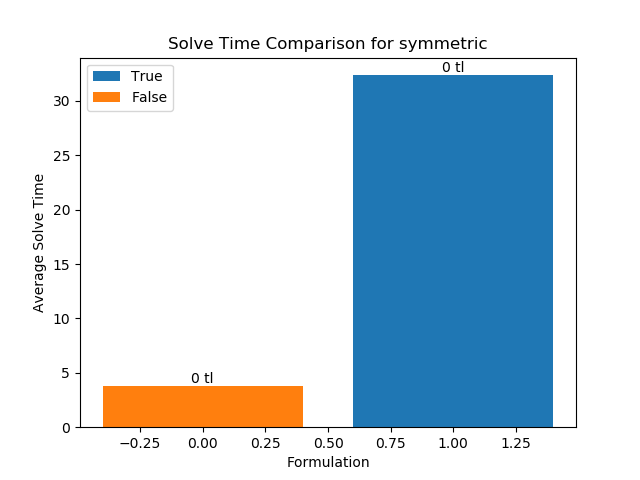 Solve Time Comparison for symmetric
True
False
0 tl
0 tl
Average Solve Time
30
25
20
15
10
5
0
−0.25 0.00 0.25 0.50 0.75 1.00 1.25
Formulation